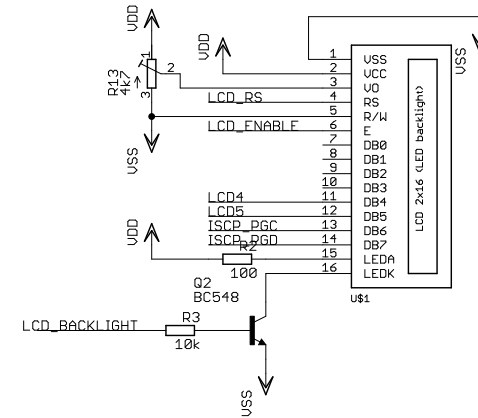 VDD
R13
4k7
1
2
3
VSS
VDD
VSS
1 VSS
2 VCC
3 VO
LCD_RS 4 RS
5 R/W
LCD_ENABLE 6 E
7 DB0
8 DB1
9 DB2
10 DB3
LCD4 11 DB4
LCD5 12 DB5
ISCP_PGC 13 DB6
ISCP_PGD 14 DB7
VDD R2 15 LEDA
100 16 LEDK
LCD 2x16 (LED backlight)
U$1
Q2
BC548
LCD_BACKLIGHT R3
10k
VSS